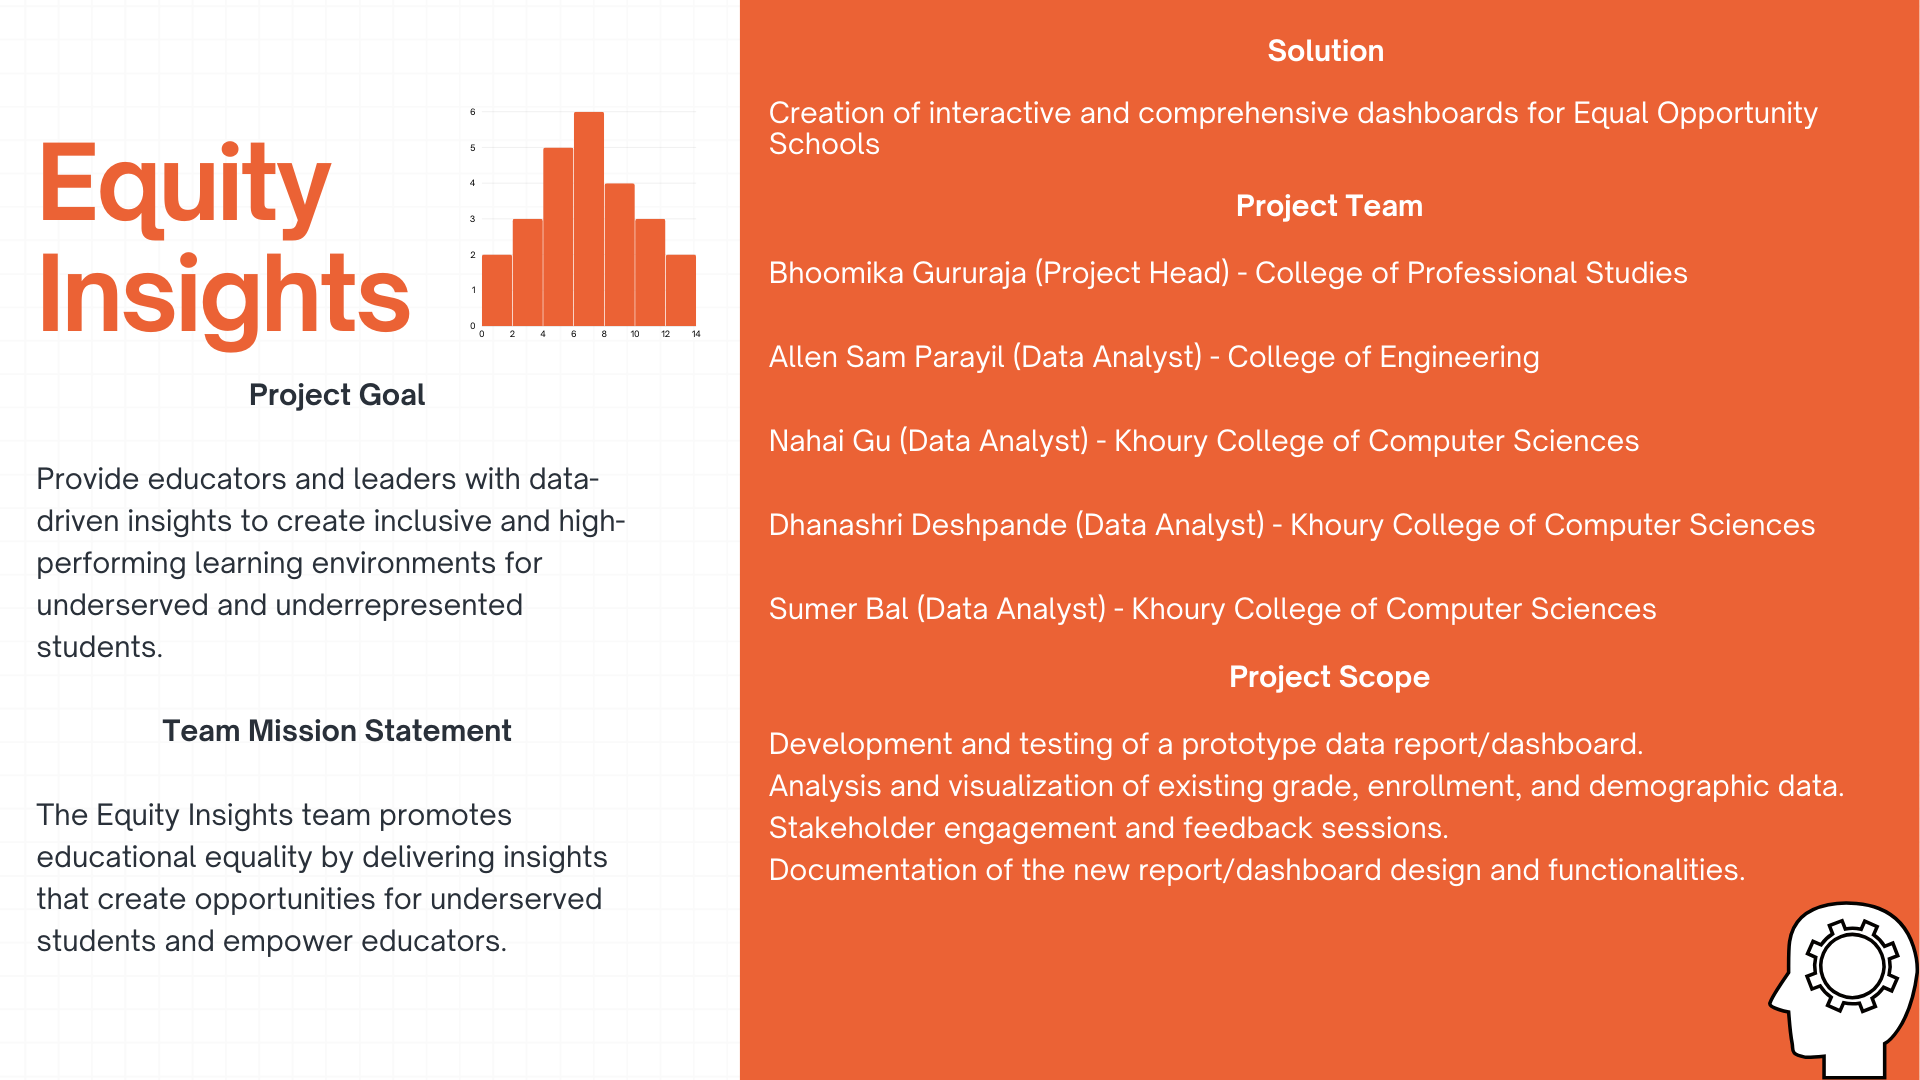 Equity
Insights
6
5
4
3
2
1
0
0 2 4 6 8 10 12 14
Project Goal
Provide educators and leaders with data-
driven insights to create inclusive and high-
performing learning environments for
underserved and underrepresented
students.
Team Mission Statement
The Equity Insights team promotes
educational equality by delivering insights
that create opportunities for underserved
students and empower educators.
Solution
Creation of interactive and comprehensive dashboards for Equal Opportunity
Schools
Project Team
Bhoomika Gururaja (Project Head) - College of Professional Studies
Allen Sam Parayil (Data Analyst) - College of Engineering
Nahai Gu (Data Analyst) - Khoury College of Computer Sciences
Dhanashri Deshpande (Data Analyst) - Khoury College of Computer Sciences
Sumer Bal (Data Analyst) - Khoury College of Computer Sciences
Project Scope
Development and testing of a prototype data report/dashboard.
Analysis and visualization of existing grade, enrollment, and demographic data.
Stakeholder engagement and feedback sessions.
Documentation of the new report/dashboard design and functionalities.